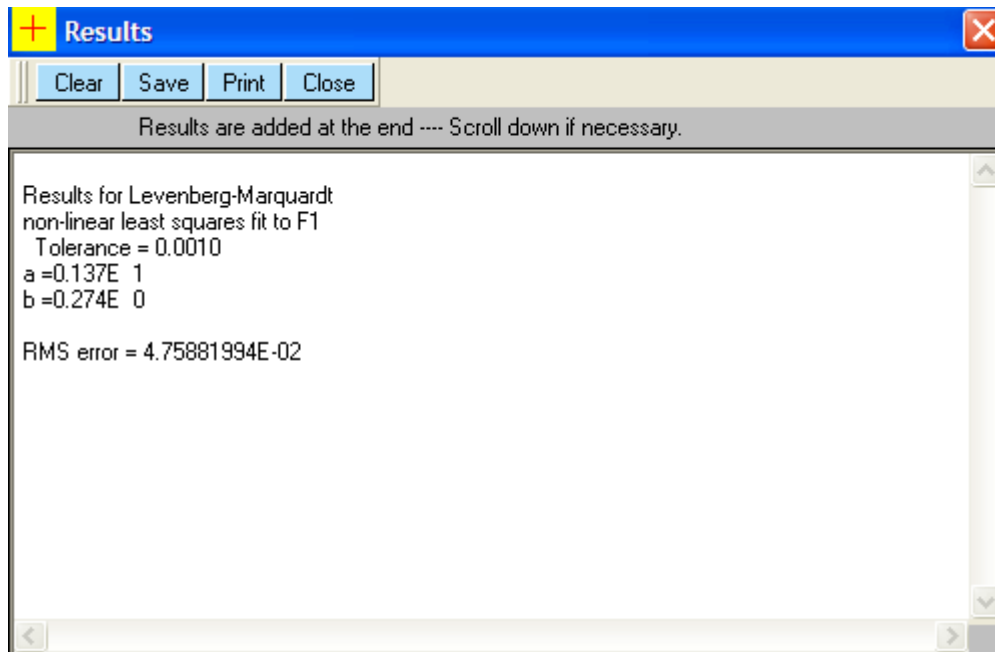 Results
Clear Save Print Close
Results are added at the end ---- Scroll down if necessary.
Results for Levenberg-Marquardt
non-linear least squares fit to F1
Tolerance = 0.0010
a =0.137E  1
b =0.274E  0
RMS error = 4.75881994E-02